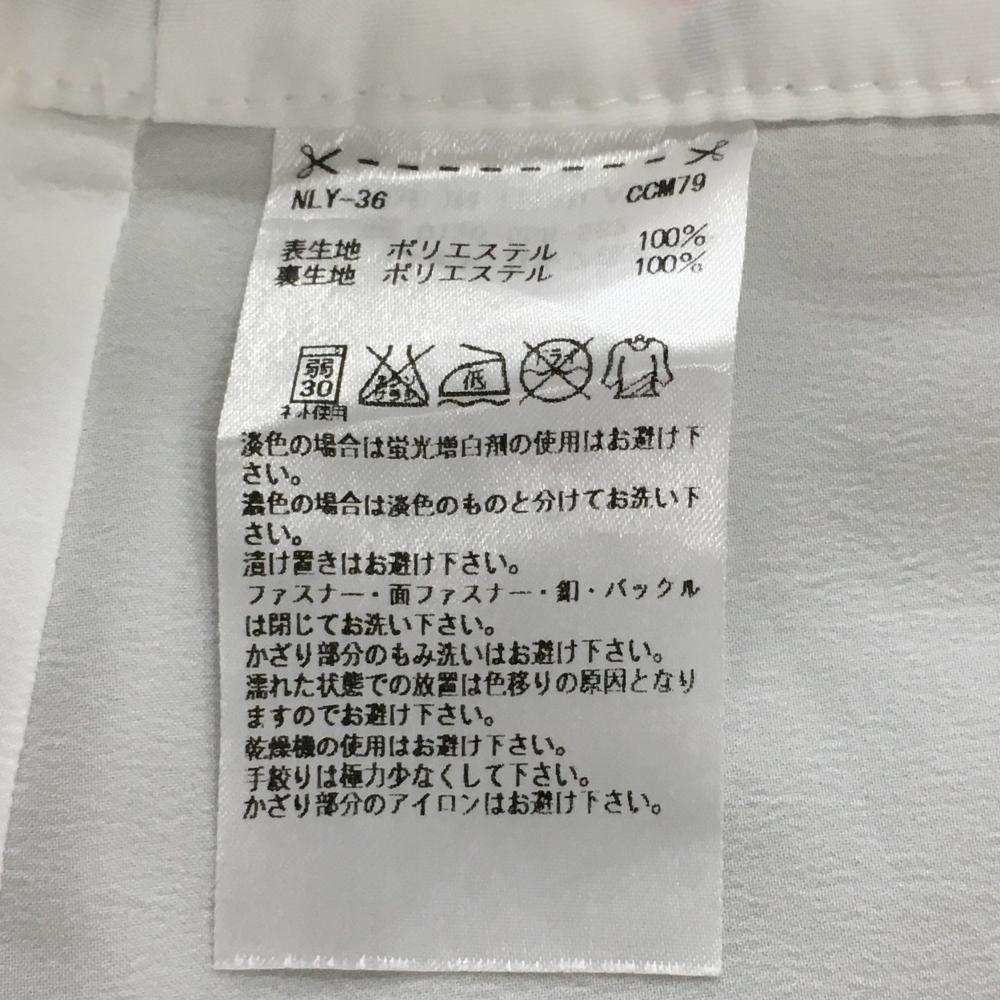 NLY-36 CCM79
表生地 ポリエステル 100%
裏生地 ポリエステル 100%
弱
30
ネット使用
エンソサラシ
低
ドライ
淡色の場合は蛍光増白剤の使用はお避け下
さい。
濃色の場合は淡色のものと分けてお洗い下
さい。
漬け置きはお避け下さい。
ファスナー・面ファスナー・釦・バックル
は閉じてお洗い下さい。
かざり部分のもみ洗いはお避け下さい。
濡れた状態での放置は色移りの原因となり
ますのでお避け下さい。
乾燥機の使用はお避け下さい。
手絞りは極力少なくして下さい。
かざり部分のアイロンはお避け下さい。